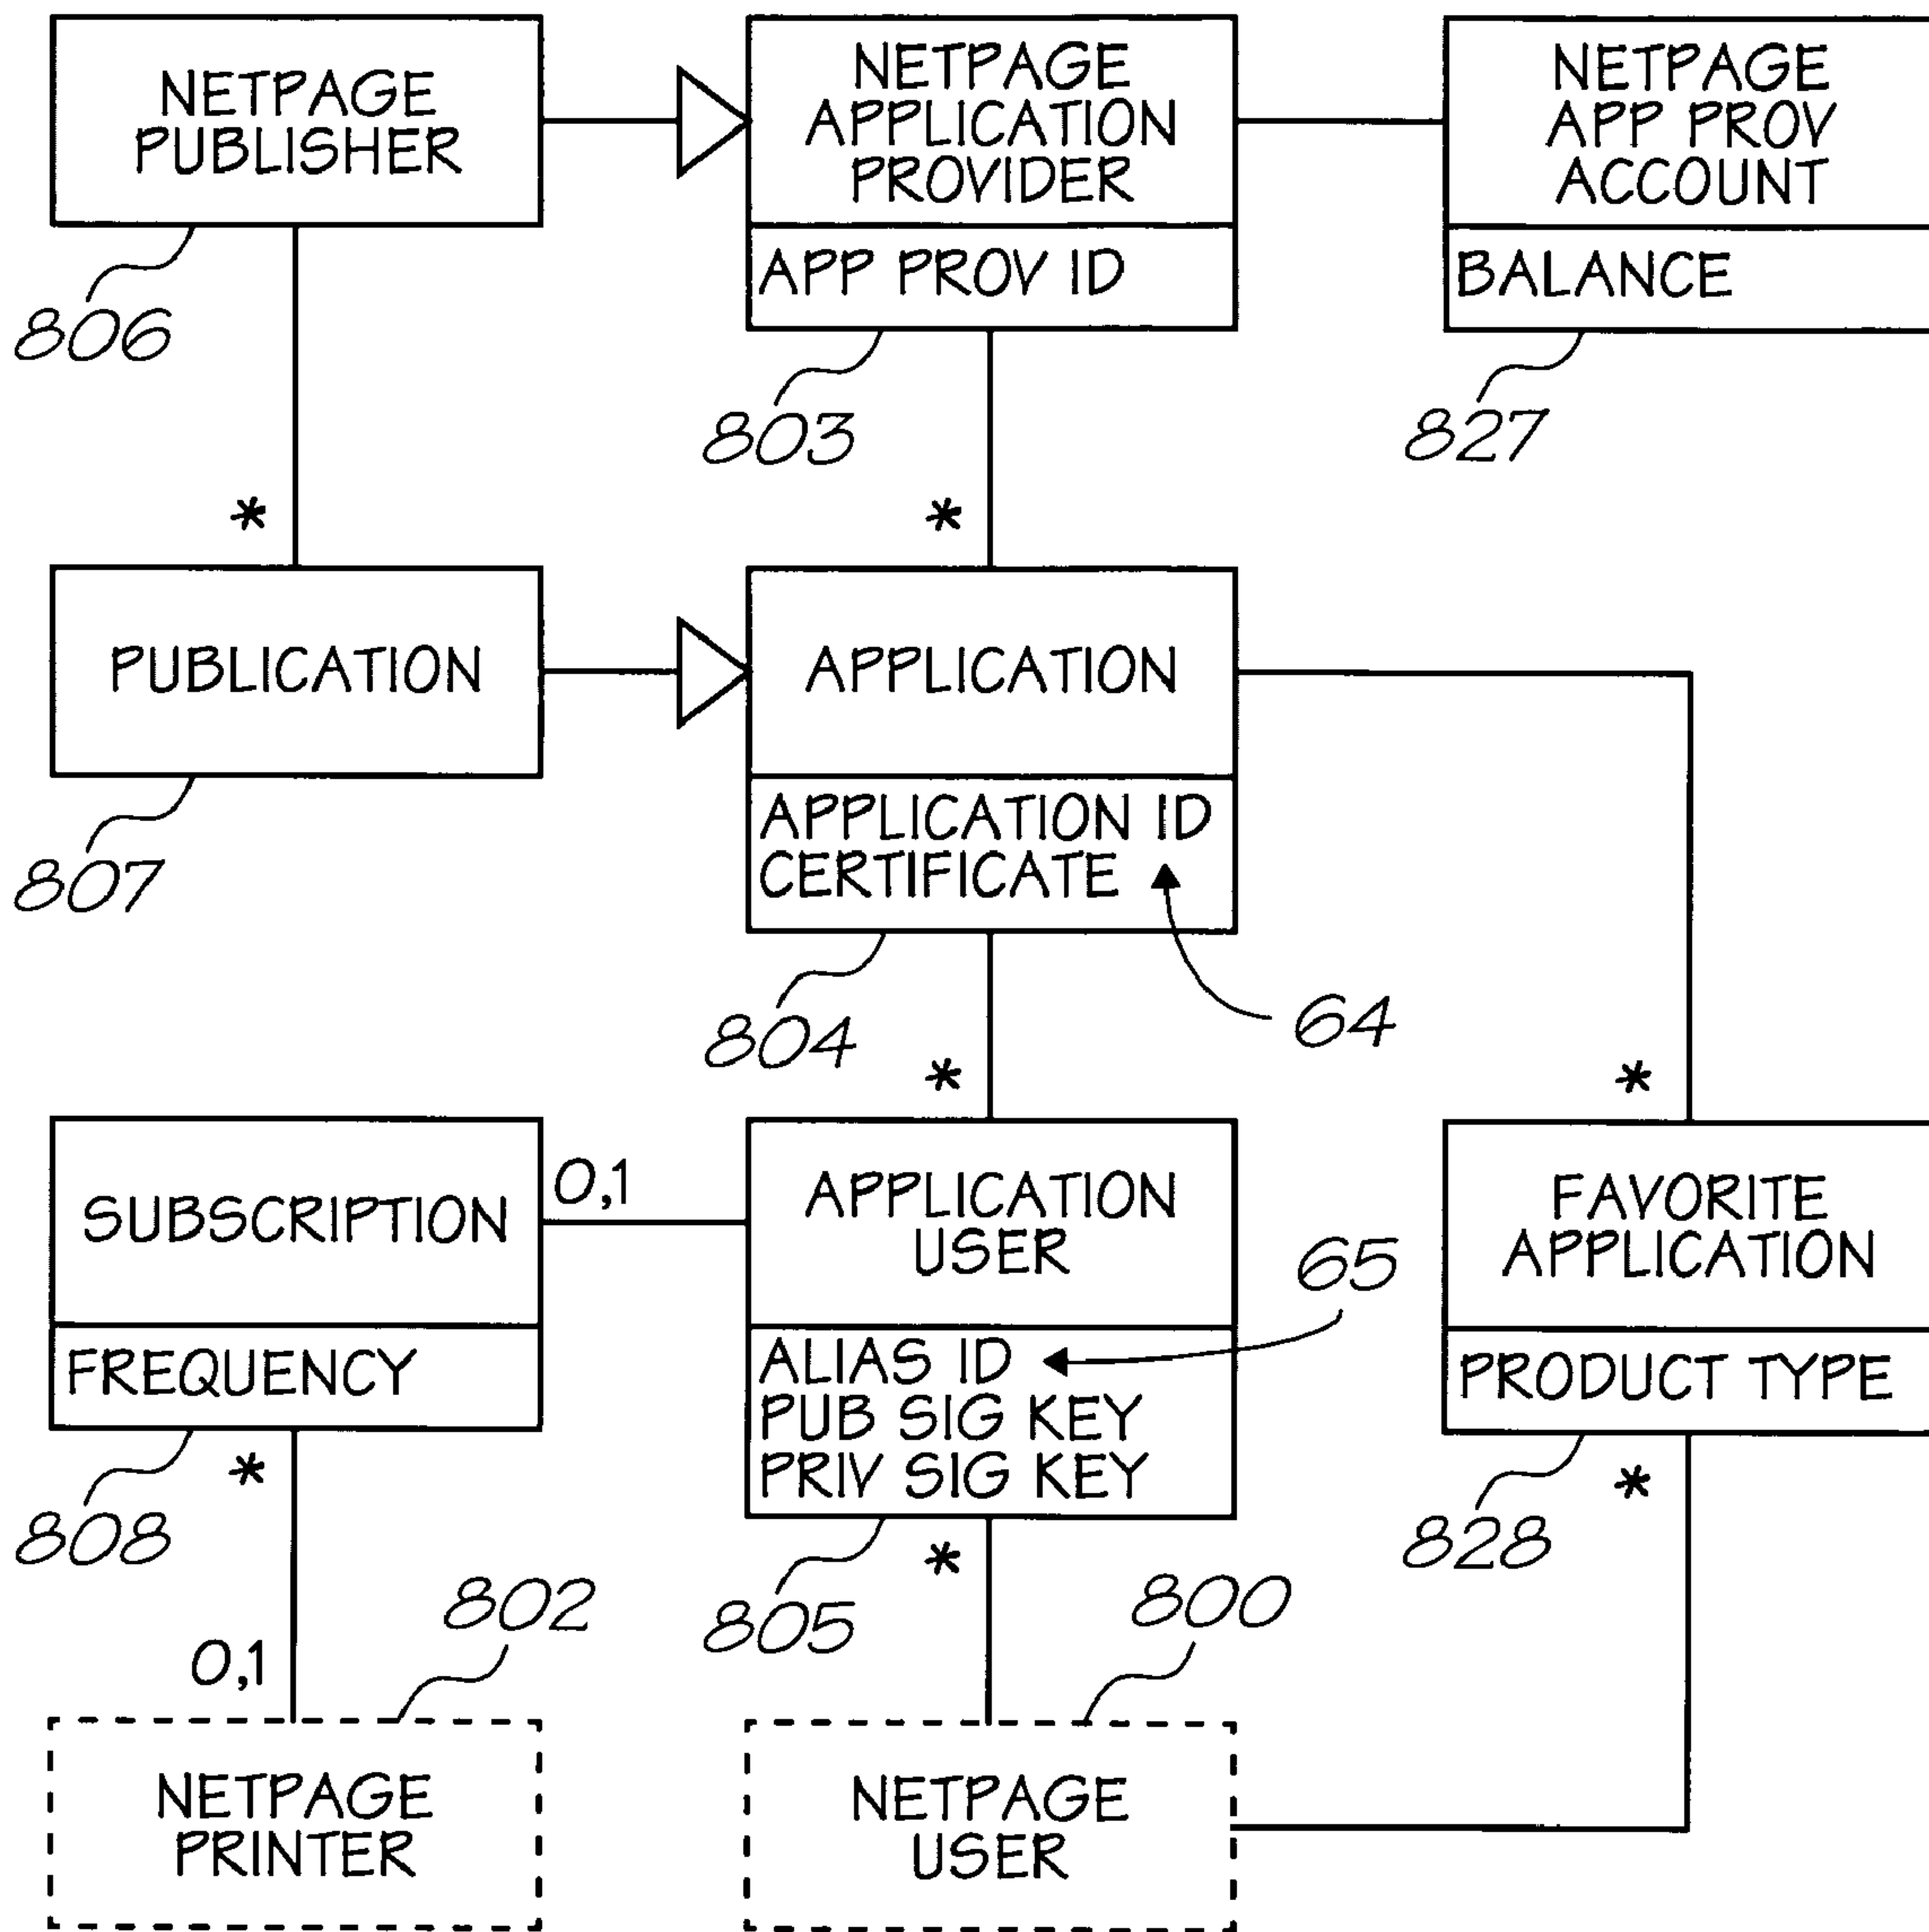 NETPAGE
PUBLISHER
NETPAGE
APPLICATION
PROVIDER
APP PROV ID
NETPAGE
APP PROV
ACCOUNT
BALANCE
806
803
827
*
*
PUBLICATION
APPLICATION
APPLICATION ID
CERTIFICATE
807
804
64
*
*
SUBSCRIPTION
FREQUENCY
0,1
APPLICATION
USER
ALIAS ID
PUB SIG KEY
PRIV SIG KEY
65
FAVORITE
APPLICATION
PRODUCT TYPE
808
*
805
*
828
*
802
800
0,1
NETPAGE
PRINTER
NETPAGE
USER